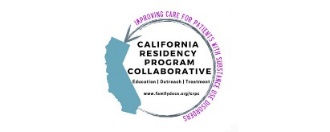 IMPROVING CARE FOR PATIENTS WITH SUBSTANCE USE DISORDERS
CALIFORNIA
RESIDENCY
PROGRAM
COLLABORATIVE
Education | Outreach | Treatment
www.familydocs.org/crpc